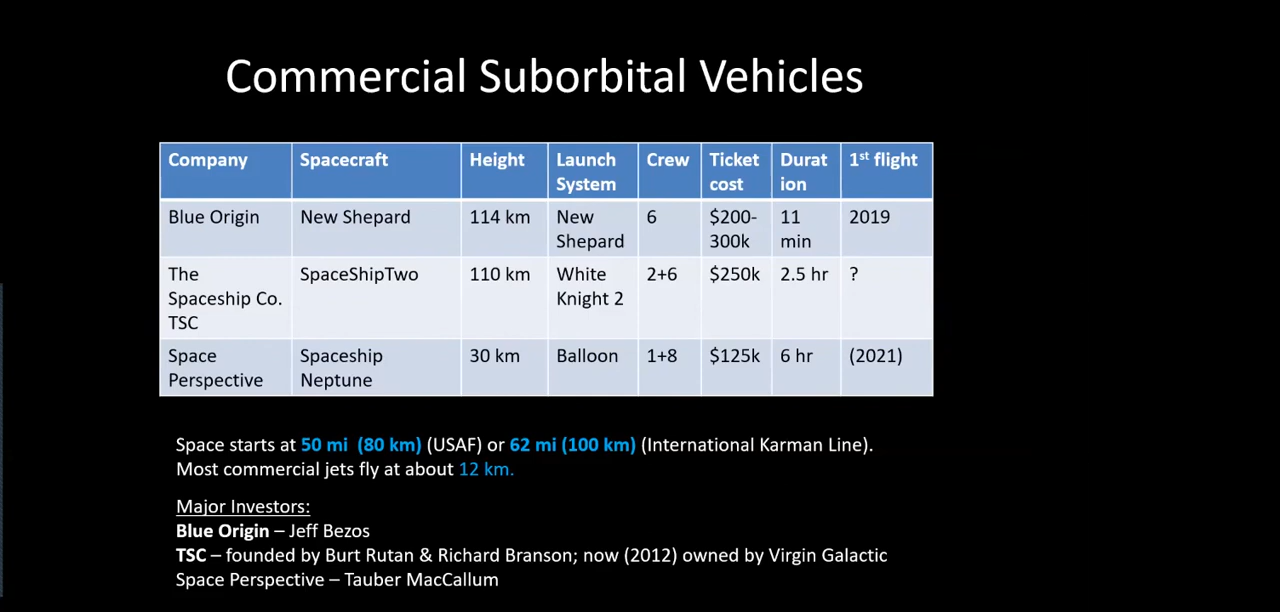 Commercial Suborbital Vehicles
Company Spacecraft Height Launch System Crew Ticket cost Durat ion 1st flight
Blue Origin New Shepard 114 km New Shepard 6 $200-300k 11 min 2019
The Spaceship Co. TSC SpaceShipTwo 110 km White Knight 2 2+6 $250k 2.5 hr ?
Space Perspective Spaceship Neptune 30 km Balloon 1+8 $125k 6 hr (2021)
Space starts at 50 mi (80 km) (USAF) or 62 mi (100 km) (International Karman Line).
Most commercial jets fly at about 12 km.
Major Investors:
Blue Origin – Jeff Bezos
TSC – founded by Burt Rutan & Richard Branson; now (2012) owned by Virgin Galactic
Space Perspective – Tauber MacCallum